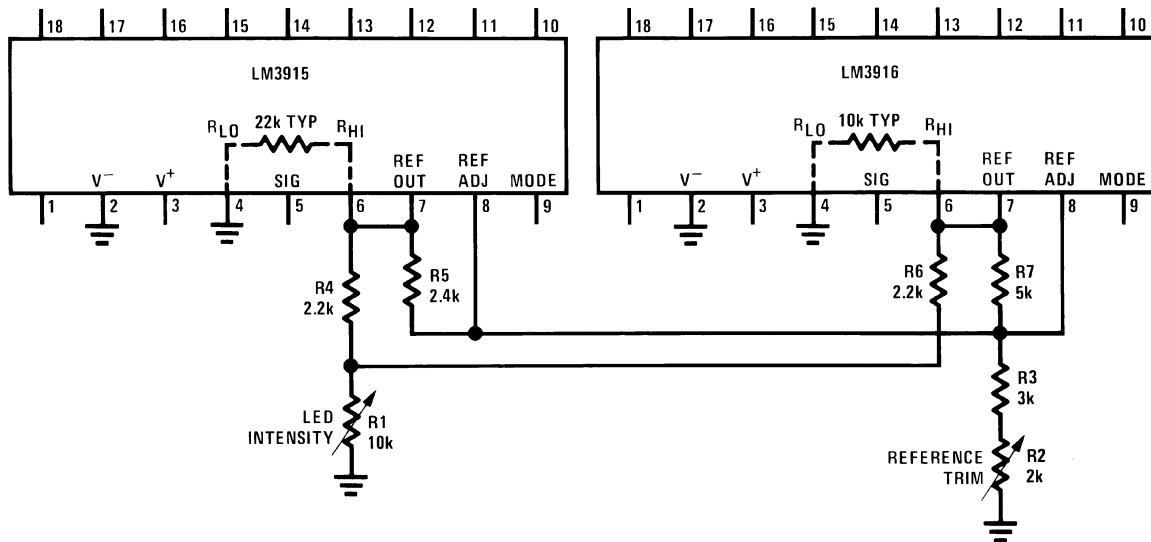 18 17 16 15 14 13 12 11 10
LM3915
RLO 22k TYP RHI
V− V+ SIG REF OUT REF ADJ MODE
1 2 3 4 5 6 7 8 9
18 17 16 15 14 13 12 11 10
LM3916
RLO 10k TYP RHI
V− V+ SIG REF OUT REF ADJ MODE
1 2 3 4 5 6 7 8 9
R4
2.2k
R5
2.4k
R6
2.2k
R7
5k
LED
INTENSITY
R1
10k
R3
3k
REFERENCE
TRIM
R2
2k